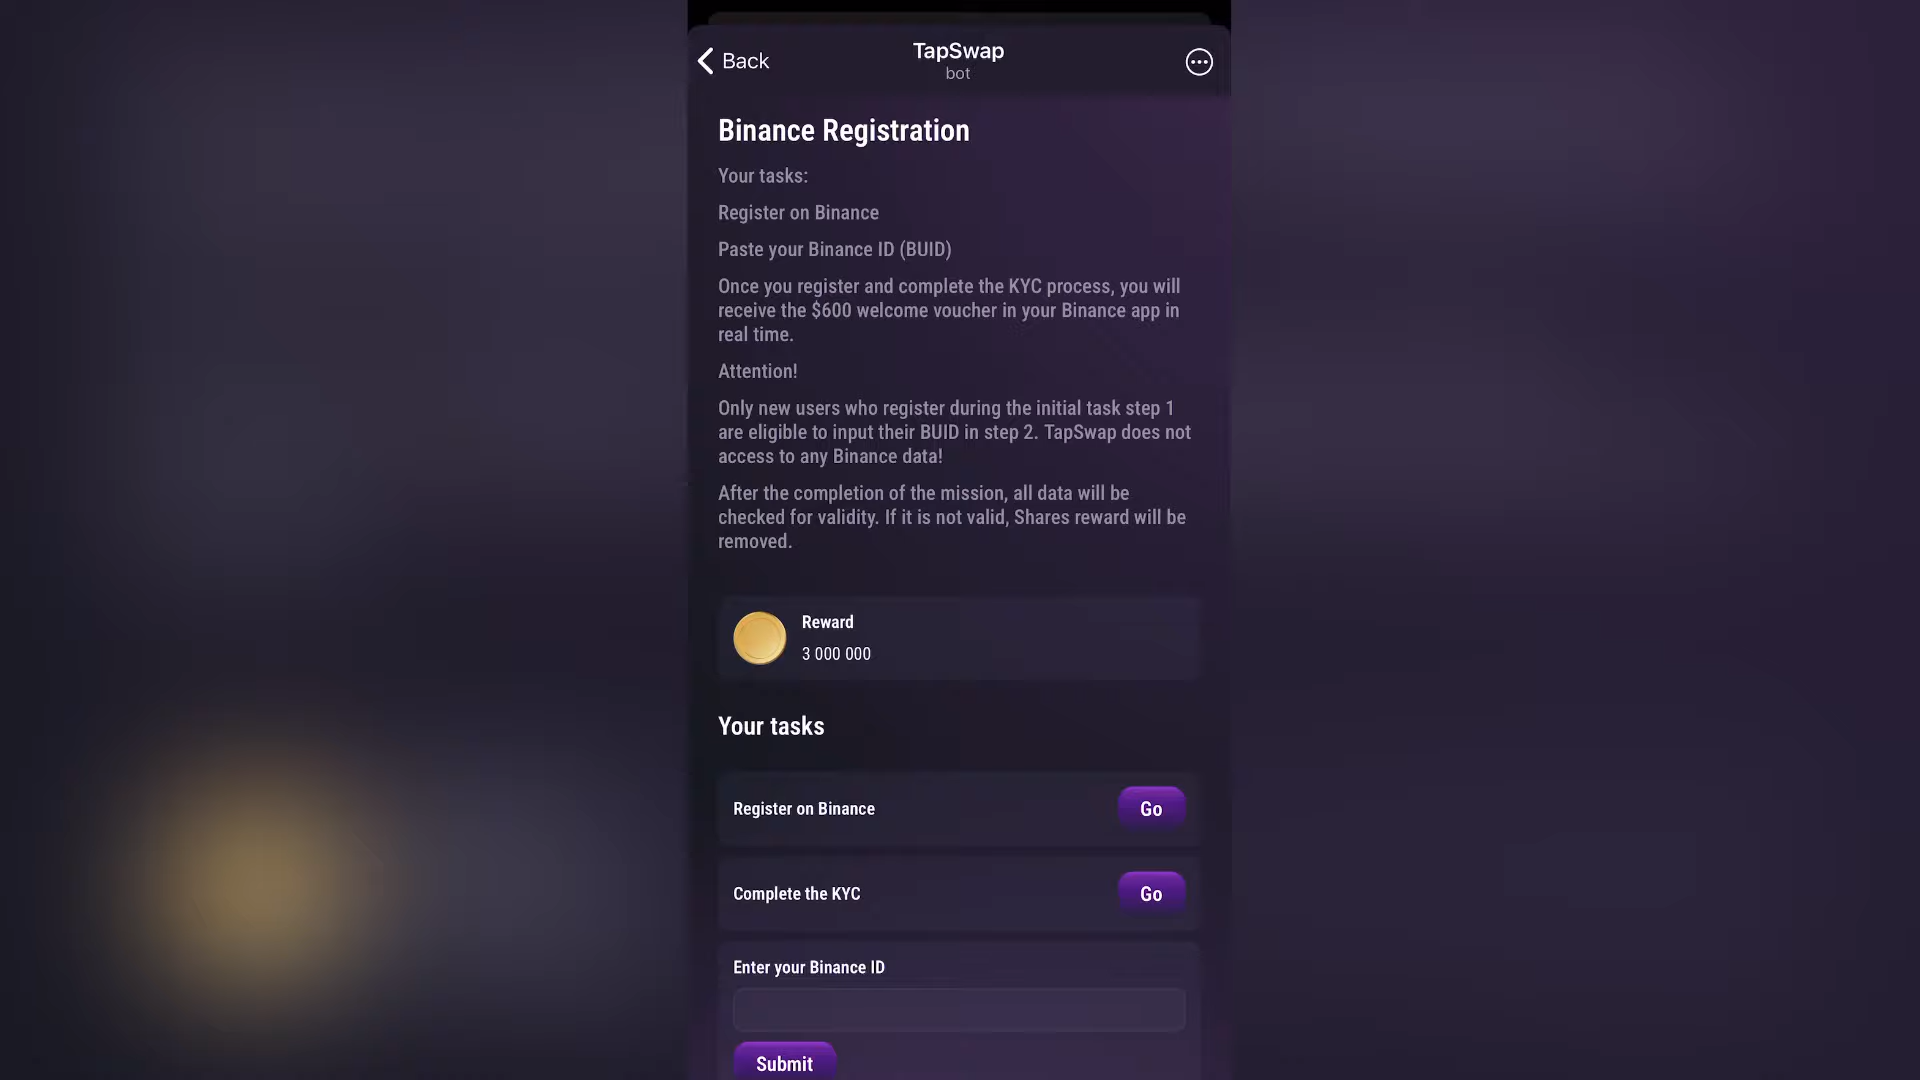 Back
TapSwap
bot
Binance Registration
Your tasks:
Register on Binance
Paste your Binance ID (BUID)
Once you register and complete the KYC process, you will
receive the $600 welcome voucher in your Binance app in
real time.
Attention!
Only new users who register during the initial task step 1
are eligible to input their BUID in step 2. TapSwap does not
access to any Binance data!
After the completion of the mission, all data will be
checked for validity. If it is not valid, Shares reward will be
removed.
Reward
3 000 000
Your tasks
Register on Binance
Go
Complete the KYC
Go
Enter your Binance ID
Submit